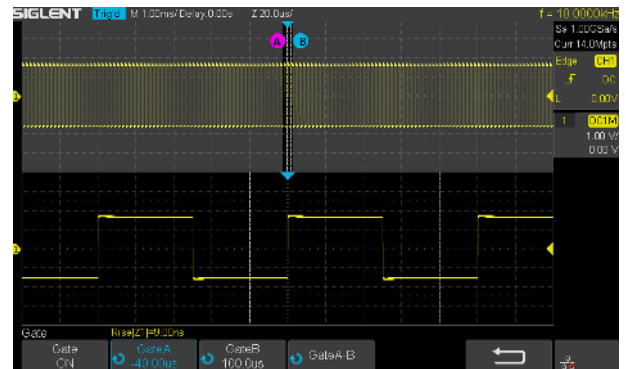 SIGLENT Trig'd M 1.00ms/ Delay:0.00s Z 20.0us/ f = 10.0000kHz
Sa 1.00GSa/s
Curr 14.0Mpts
A B
Edge CH1
DC
L 0.00V
1
1 DC1M
1.00 V/
0.00 V
1
Gate Rise[Z1]=9.00ns
Gate GateA GateB GateA-B
ON -40.00us 100.0us